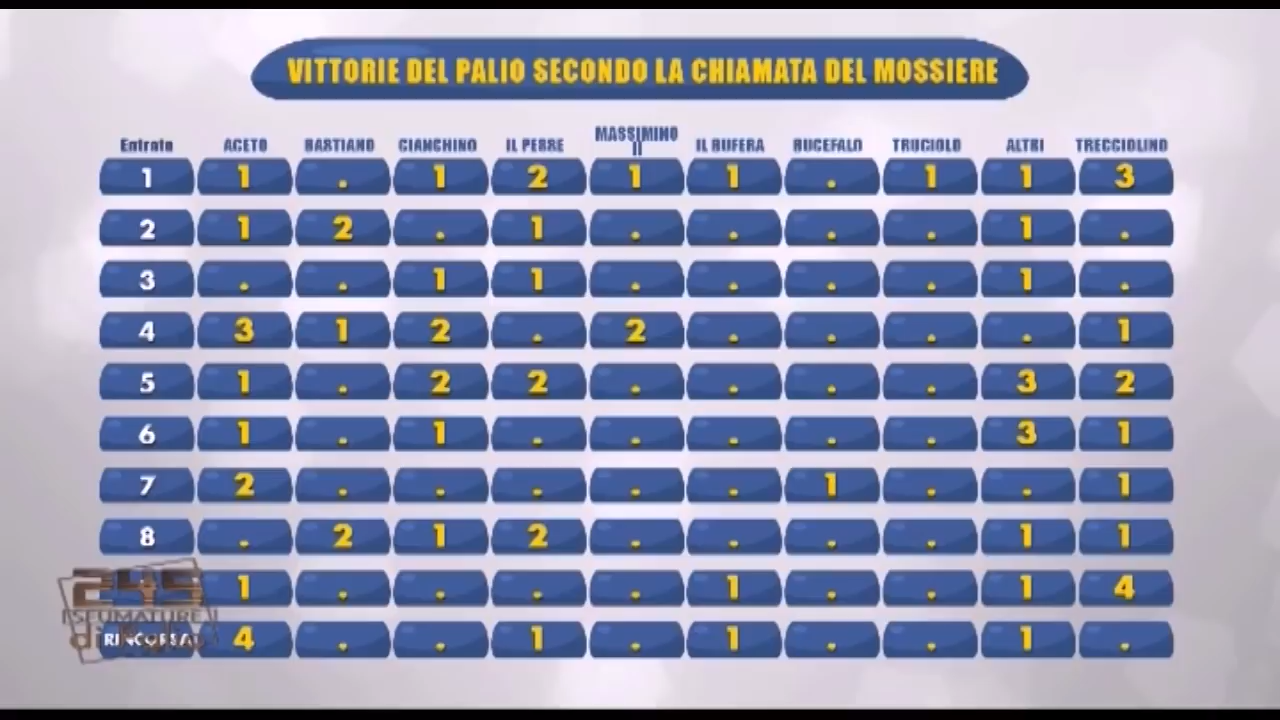 VITTORIE DEL PALIO SECONDO LA CHIAMATA DEL MOSSIERE
Entrata ACETO BASTIANO CIANCHINO IL PESSE MASSIMINO II IL BUFERA BUCEFALO TRUCIOLO ALTRI TRECCIOLINO
1 1 . 1 2 1 1 . 1 1 3
2 1 2 . 1 . . . . 1 .
3 . . 1 1 . . . . 1 .
4 3 1 2 . 2 . . . . 1
5 1 . 2 2 . . . . 3 2
6 1 . 1 . . . . . 3 1
7 2 . . . . . 1 . . 1
8 . 2 1 2 . . . . 1 1
1 . . . . 1 . . 1 4
RINCORSA 4 . . 1 . 1 . . 1 .
245
SFUMATURE
di